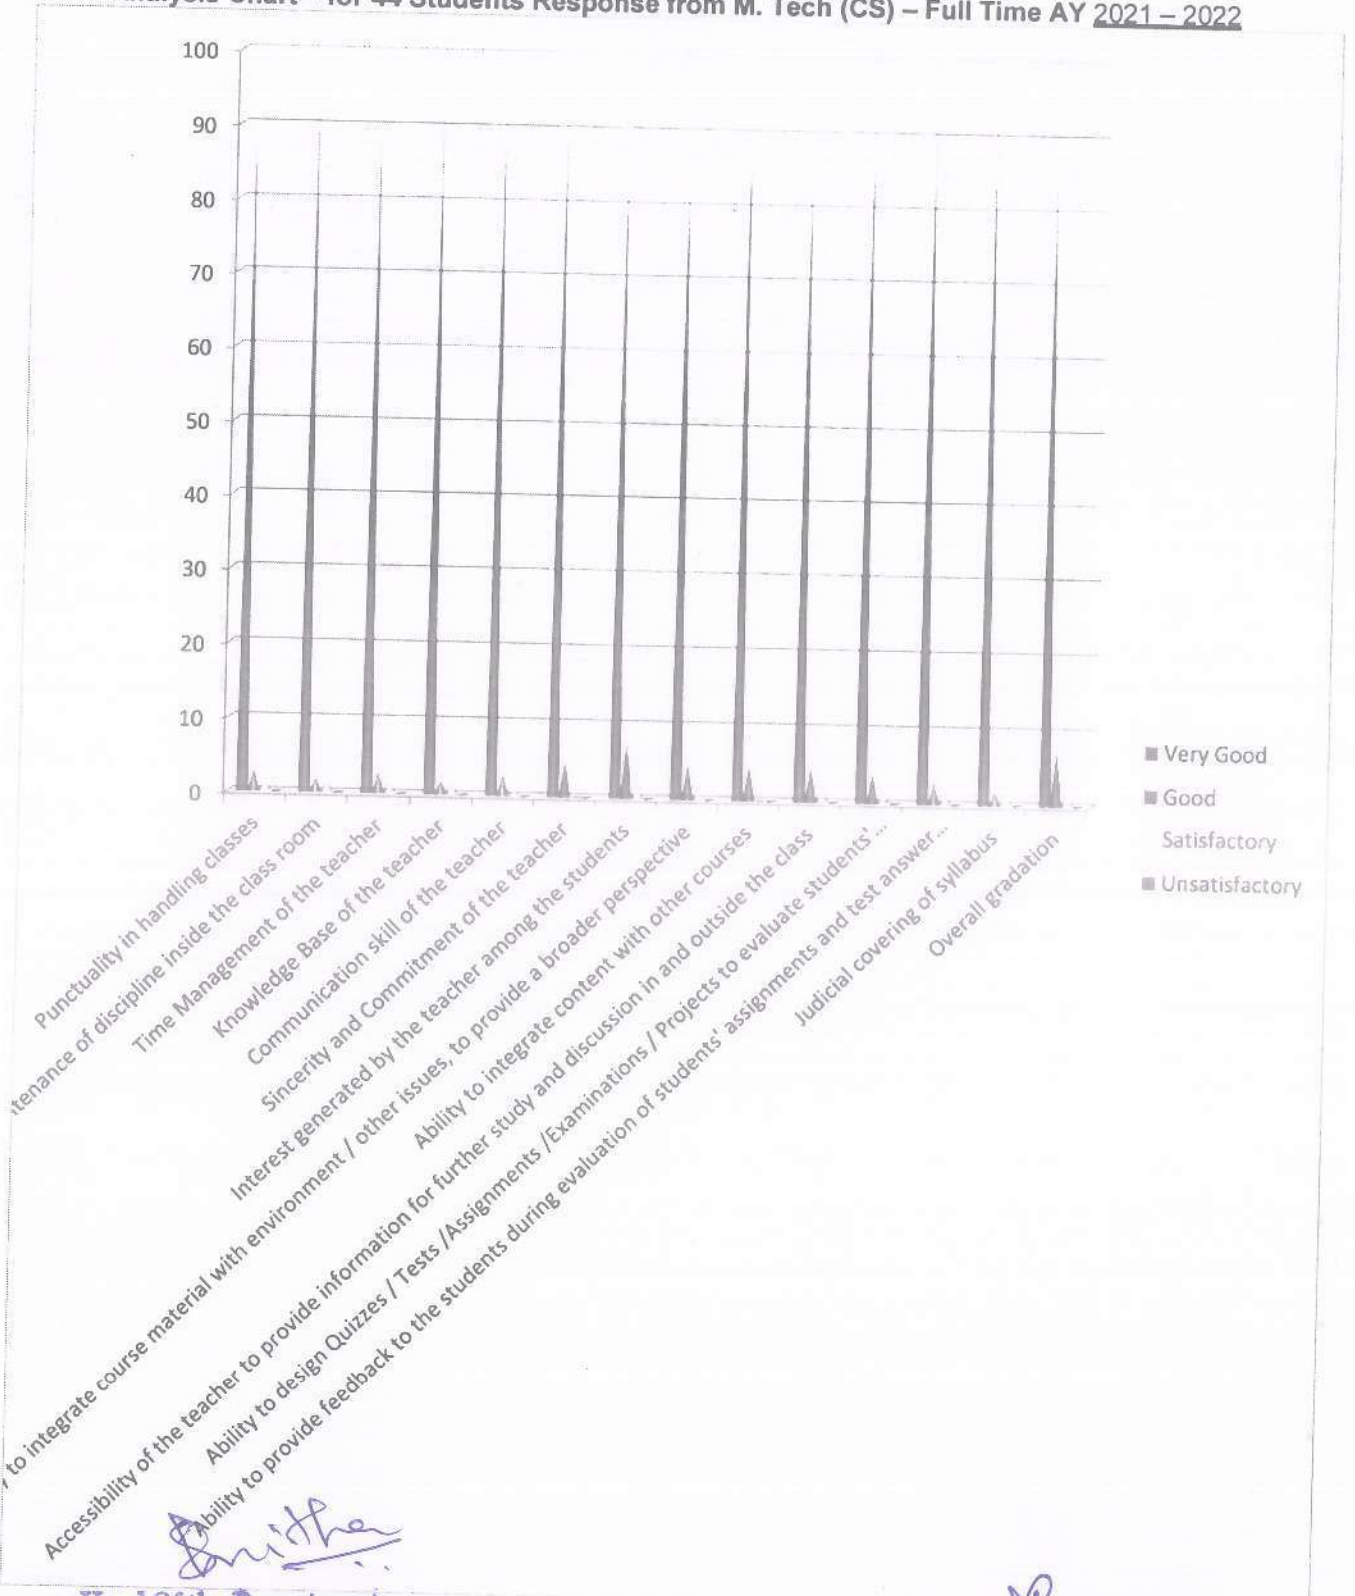 Analysis Chart – for 44 Students Response from M. Tech (CS) – Full Time AY 2021 – 2022
100
90
80
70
60
50
40
30
20
10
0
Very Good
Good
Satisfactory
Unsatisfactory
Punctuality in handling classes
tenance of discipline inside the class room
Time Management of the teacher
Knowledge Base of the teacher
Communication skill of the teacher
Sincerity and Commitment of the teacher
Interest generated by the teacher among the students
to integrate course material with environment / other issues, to provide a broader perspective
Ability to integrate content with other courses
Accessibility of the teacher to provide information for further study and discussion in and outside the class
Ability to design Quizzes / Tests /Assignments /Examinations / Projects to evaluate students'...
Ability to provide feedback to the students during evaluation of students' assignments and test answer...
Judicial covering of syllabus
Overall gradation